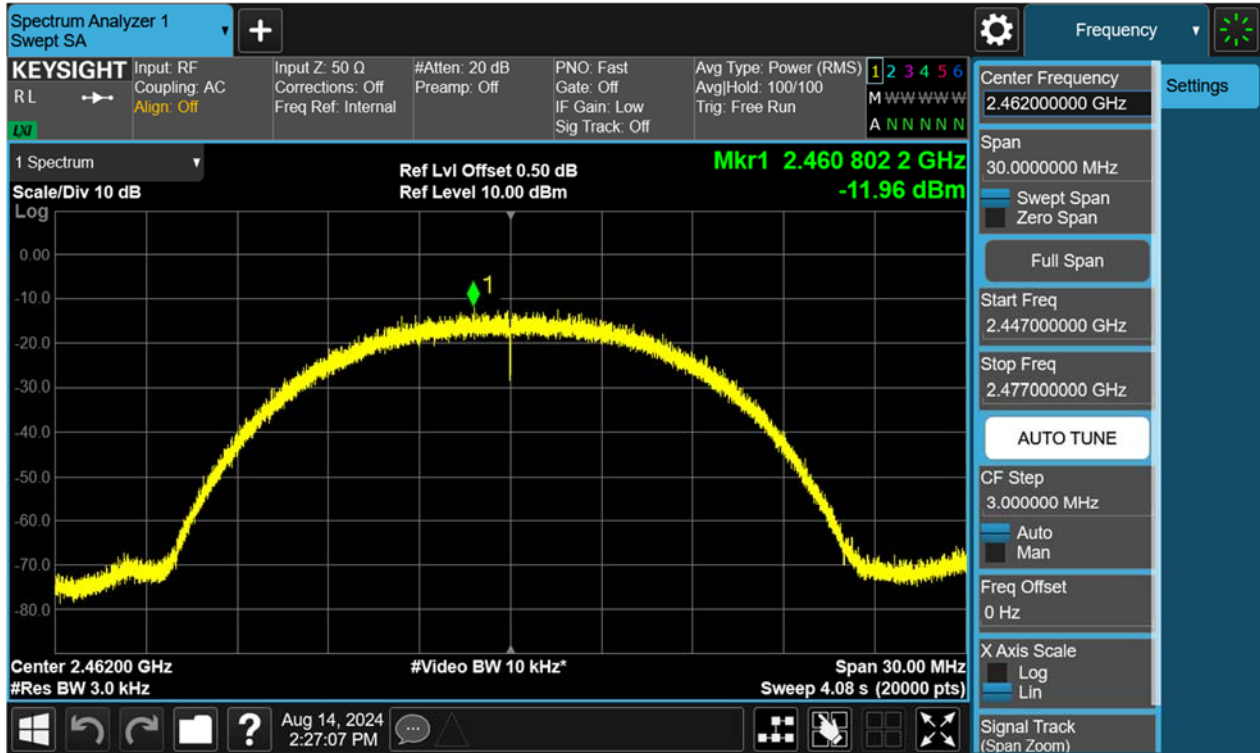 Spectrum Analyzer 1
Swept SA
Frequency
KEYSIGHT
RL
LXI
Input: RF
Coupling: AC
Align: Off
Input Z: 50 Ω
Corrections: Off
Freq Ref: Internal
#Atten: 20 dB
Preamp: Off
PNO: Fast
Gate: Off
IF Gain: Low
Sig Track: Off
Avg Type: Power (RMS)
Avg|Hold: 100/100
Trig: Free Run
1 2 3 4 5 6
M W W W W W
A N N N N N
1 Spectrum
Scale/Div 10 dB
Ref Lvl Offset 0.50 dB
Ref Level 10.00 dBm
Mkr1 2.460 802 2 GHz
-11.96 dBm
Log
0.00
-10.0
-20.0
-30.0
-40.0
-50.0
-60.0
-70.0
-80.0
1
Center 2.46200 GHz
#Res BW 3.0 kHz
#Video BW 10 kHz*
Span 30.00 MHz
Sweep 4.08 s (20000 pts)
Aug 14, 2024
2:27:07 PM
Center Frequency
2.462000000 GHz
Settings
Span
30.0000000 MHz
Swept Span
Zero Span
Full Span
Start Freq
2.447000000 GHz
Stop Freq
2.477000000 GHz
AUTO TUNE
CF Step
3.000000 MHz
Auto
Man
Freq Offset
0 Hz
X Axis Scale
Log
Lin
Signal Track
(Span Zoom)